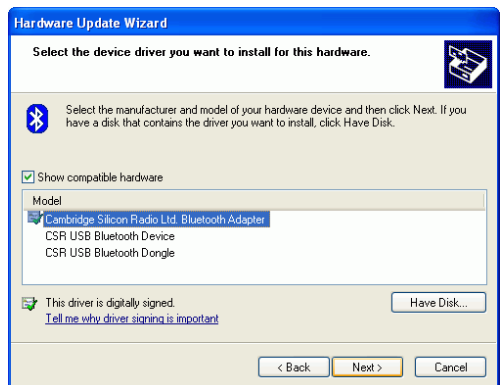 Hardware Update Wizard
Select the device driver you want to install for this hardware.
Select the manufacturer and model of your hardware device and then click Next. If you
have a disk that contains the driver you want to install, click Have Disk.
Show compatible hardware
Model
Cambridge Silicon Radio Ltd. Bluetooth Adapter
CSR USB Bluetooth Device
CSR USB Bluetooth Dongle
This driver is digitally signed.
Have Disk...
Tell me why driver signing is important
< Back
Next >
Cancel